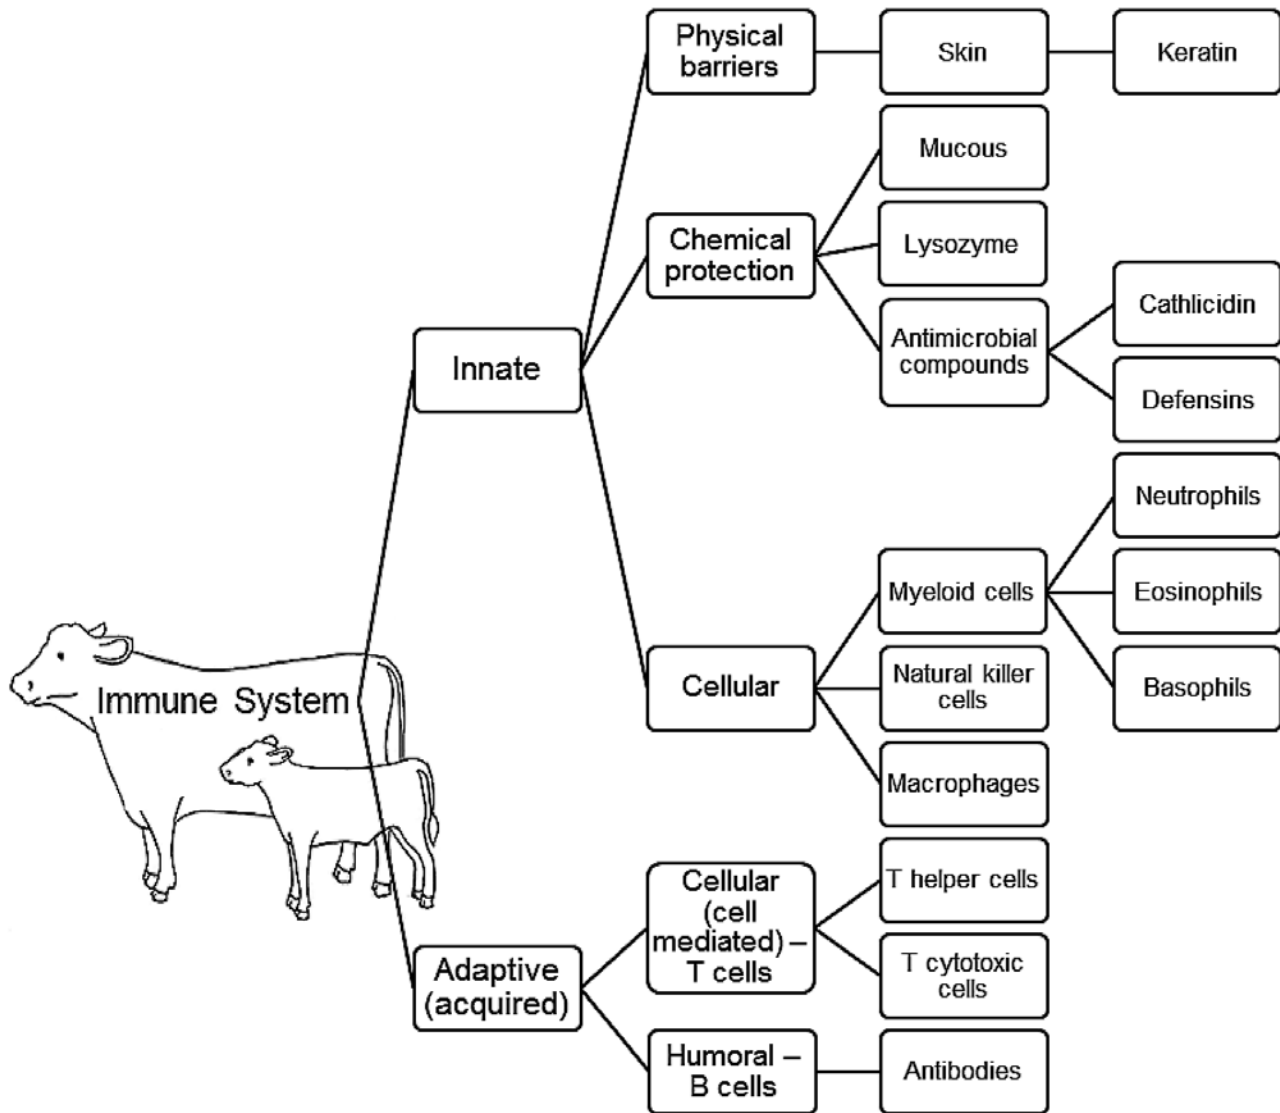 Physical
barriers
Skin
Keratin
Mucous
Chemical
protection
Lysozyme
Antimicrobial
compounds
Cathlicidin
Defensins
Innate
Neutrophils
Myeloid cells
Eosinophils
Basophils
Cellular
Natural killer
cells
Macrophages
Immune System
Cellular
(cell
mediated) –
T cells
T helper cells
T cytotoxic
cells
Adaptive
(acquired)
Humoral –
B cells
Antibodies